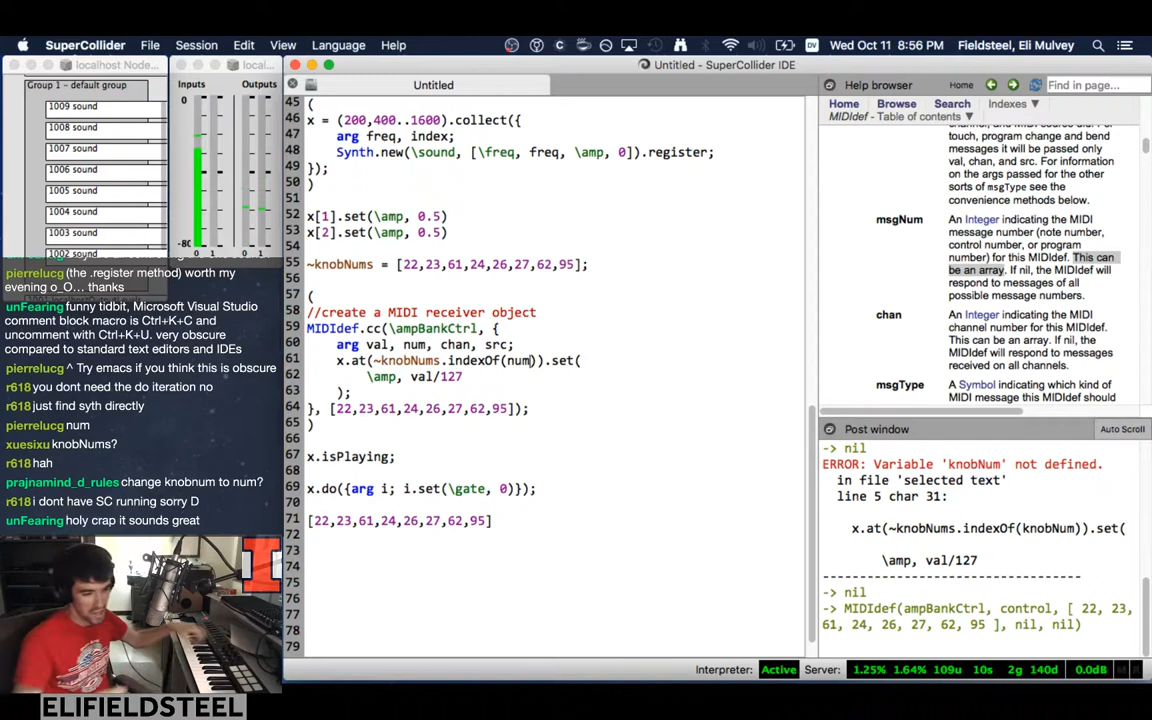 SuperCollider File Session Edit View Language Help
DV Wed Oct 11 8:56 PM Fieldsteel, Eli Mulvey
localhost Node...
Group 1 - default group
1009 sound
1008 sound
1007 sound
1006 sound
1005 sound
1004 sound
1003 sound
1002 sound
local...
Inputs Outputs
0
-80
0 1 0 1
pierrelucg (the .register method) worth my
evening o_O... thanks
unFearing funny tidbit, Microsoft Visual Studio
comment block macro is Ctrl+K+C and
uncomment with Ctrl+K+U. very obscure
compared to standard text editors and IDEs
pierrelucg ^ Try emacs if you think this is obscure
r618 you dont need the do iteration no
r618 just find syth directly
pierrelucg num
xuesixu knobNums?
r618 hah
prajnamind_d_rules change knobnum to num?
r618 i dont have SC running sorry D
unFearing holy crap it sounds great
ELIFIELDSTEEL
Untitled - SuperCollider IDE
Untitled
45 (
46 x = (200,400..1600).collect({
47 arg freq, index;
48 Synth.new(\sound, [\freq, freq, \amp, 0]).register;
49 });
50 )
51
52 x[1].set(\amp, 0.5)
53 x[2].set(\amp, 0.5)
54
55 ~knobNums = [22,23,61,24,26,27,62,95];
56
57 (
58 //create a MIDI receiver object
59 MIDIdef.cc(\ampBankCtrl, {
60 arg val, num, chan, src;
61 x.at(~knobNums.indexOf(num)).set(
62 \amp, val/127
63 );
64 }, [22,23,61,24,26,27,62,95]);
65 )
66
67 x.isPlaying;
68
69 x.do({arg i; i.set(\gate, 0)});
70
71 [22,23,61,24,26,27,62,95]
72
73
74
75
76
77
78
79
Help browser Home Find in page...
Home Browse Search Indexes ▼
MIDIdef - Table of contents ▼
touch, program change and bend
messages it will be passed only
val, chan, and src. For information
on the args passed for the other
sorts of msgType see the
convenience methods below.
msgNum An Integer indicating the MIDI
message number (note number,
control number, or program
number) for this MIDIdef. This can
be an array. If nil, the MIDIdef will
respond to messages of all
possible message numbers.
chan An Integer indicating the MIDI
channel number for this MIDIdef.
This can be an array. If nil, the
MIDIdef will respond to messages
received on all channels.
msgType A Symbol indicating which kind of
MIDI message this MIDIdef should
Post window Auto Scroll
-> nil
ERROR: Variable 'knobNum' not defined.
in file 'selected text'
line 5 char 31:
x.at(~knobNums.indexOf(knobNum)).set(
\amp, val/127
-----------------------------------
-> nil
-> MIDIdef(ampBankCtrl, control, [ 22, 23,
61, 24, 26, 27, 62, 95 ], nil, nil)
Interpreter: Active Server: 1.25% 1.64% 109u 10s 2g 140d 0.0dB M R